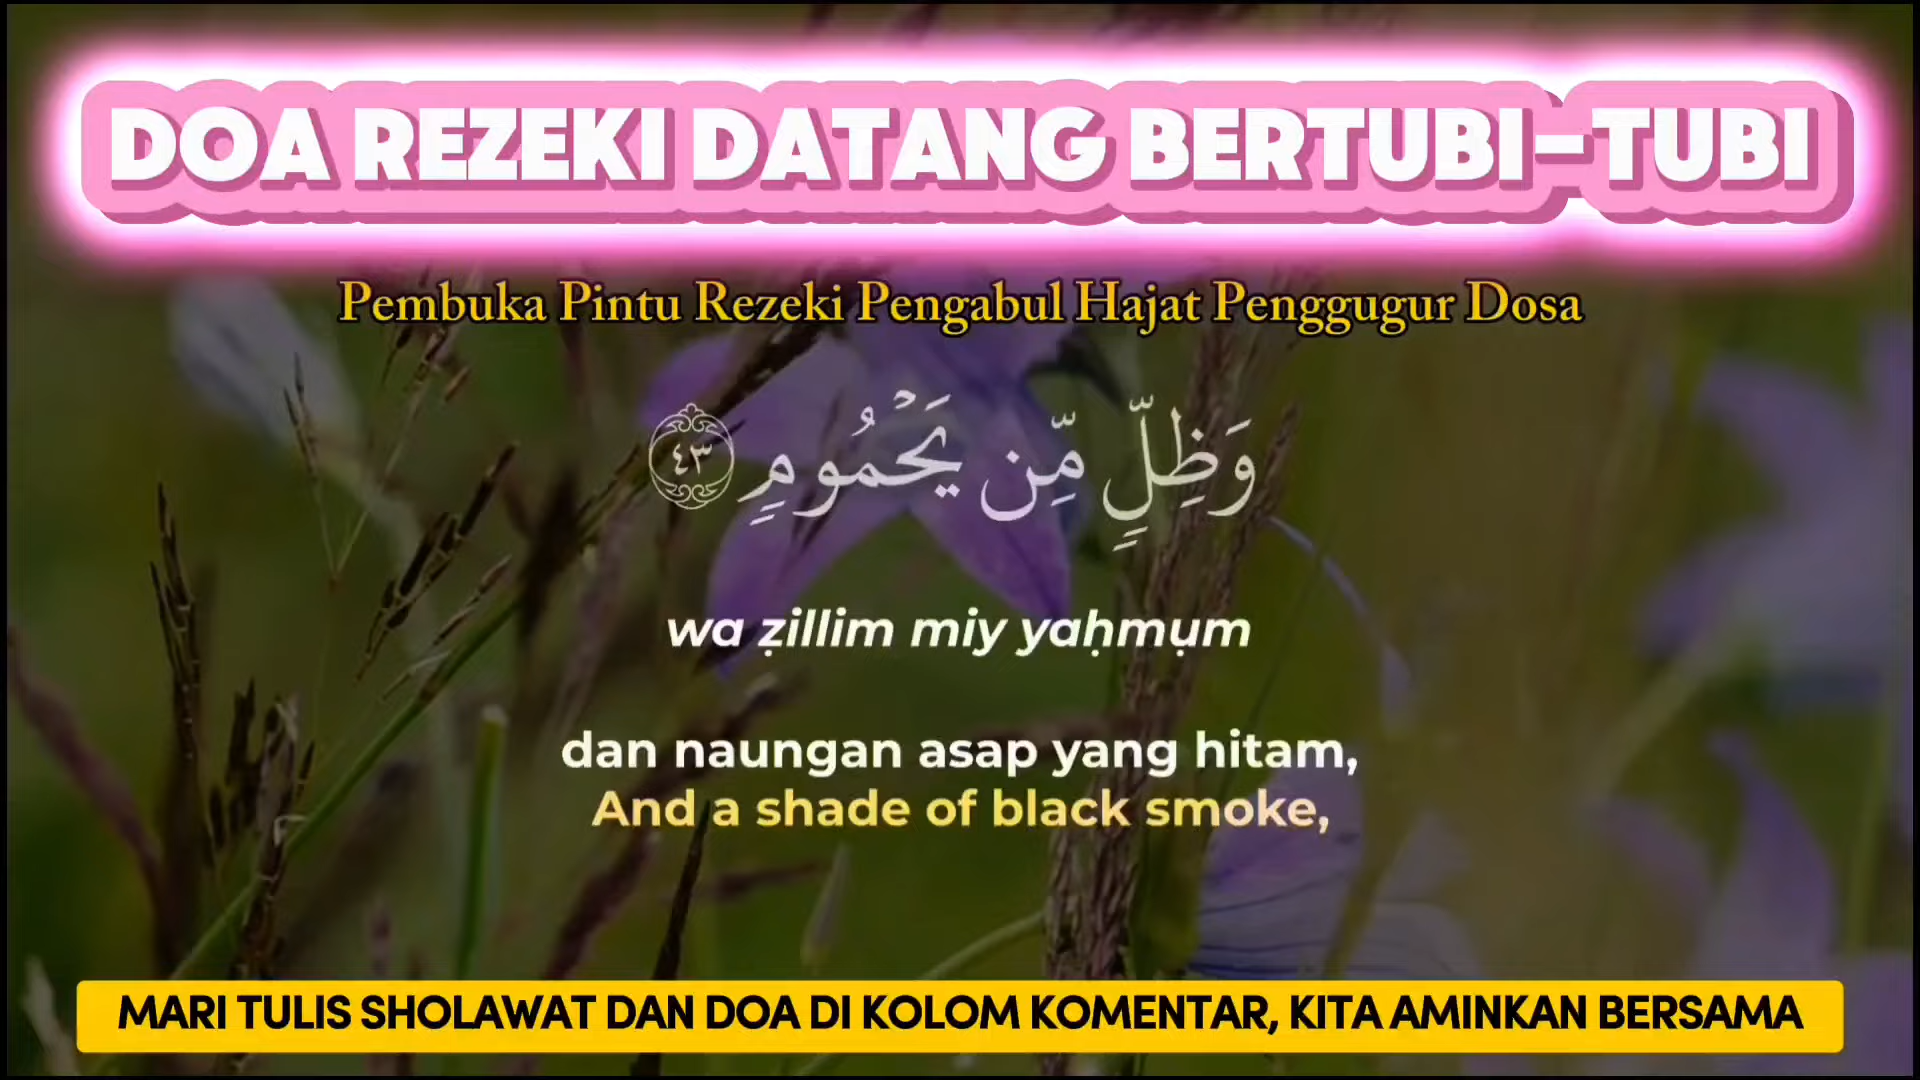 DOA REZEKI DATANG BERTUBI-TUBI
Pembuka Pintu Rezeki Pengabul Hajat Penggugur Dosa
وَظِلٍّ مِّن يَحْمُومٍ ٤٣
wa ẓillim miy yaḥmụm
dan naungan asap yang hitam,
And a shade of black smoke,
MARI TULIS SHOLAWAT DAN DOA DI KOLOM KOMENTAR, KITA AMINKAN BERSAMA